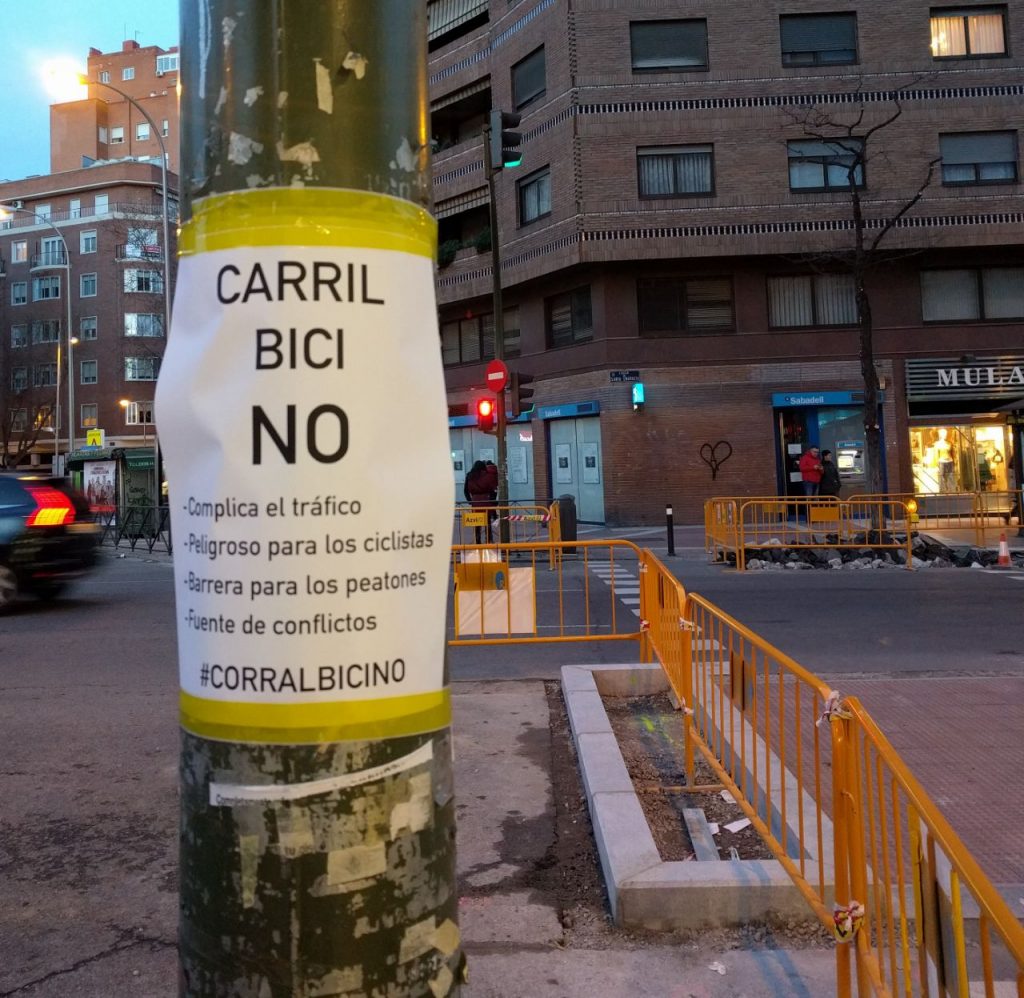 CARRIL
BICI
NO
-Complica el tráfico
-Peligroso para los ciclistas
-Barrera para los peatones
-Fuente de conflictos
#CORRALBICINO
Sabadell
MULA